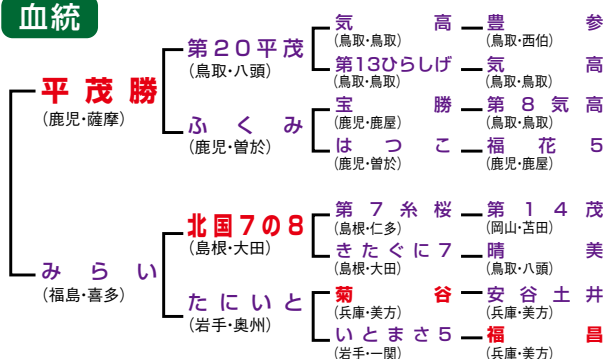 血統
平茂勝
(鹿児・薩摩)
第20平茂
(鳥取・八頭)
気高
(鳥取・鳥取)
豊参
(鳥取・西伯)
第13ひらしげ
(鳥取・鳥取)
気高
(鳥取・鳥取)
ふくみ
(鹿児・曽於)
宝勝
(鹿児・鹿屋)
第8気高
(鳥取・鳥取)
はつこ
(鹿児・曽於)
福花5
(鹿児・鹿屋)
みらい
(福島・喜多)
北国7の8
(島根・大田)
第7糸桜
(島根・仁多)
第14茂
(岡山・苫田)
きたぐに7
(島根・大田)
晴美
(鳥取・八頭)
たにいと
(岩手・奥州)
菊谷
(兵庫・美方)
安谷土井
(兵庫・美方)
いとまさ5
(岩手・一関)
福昌
(兵庫・美方)